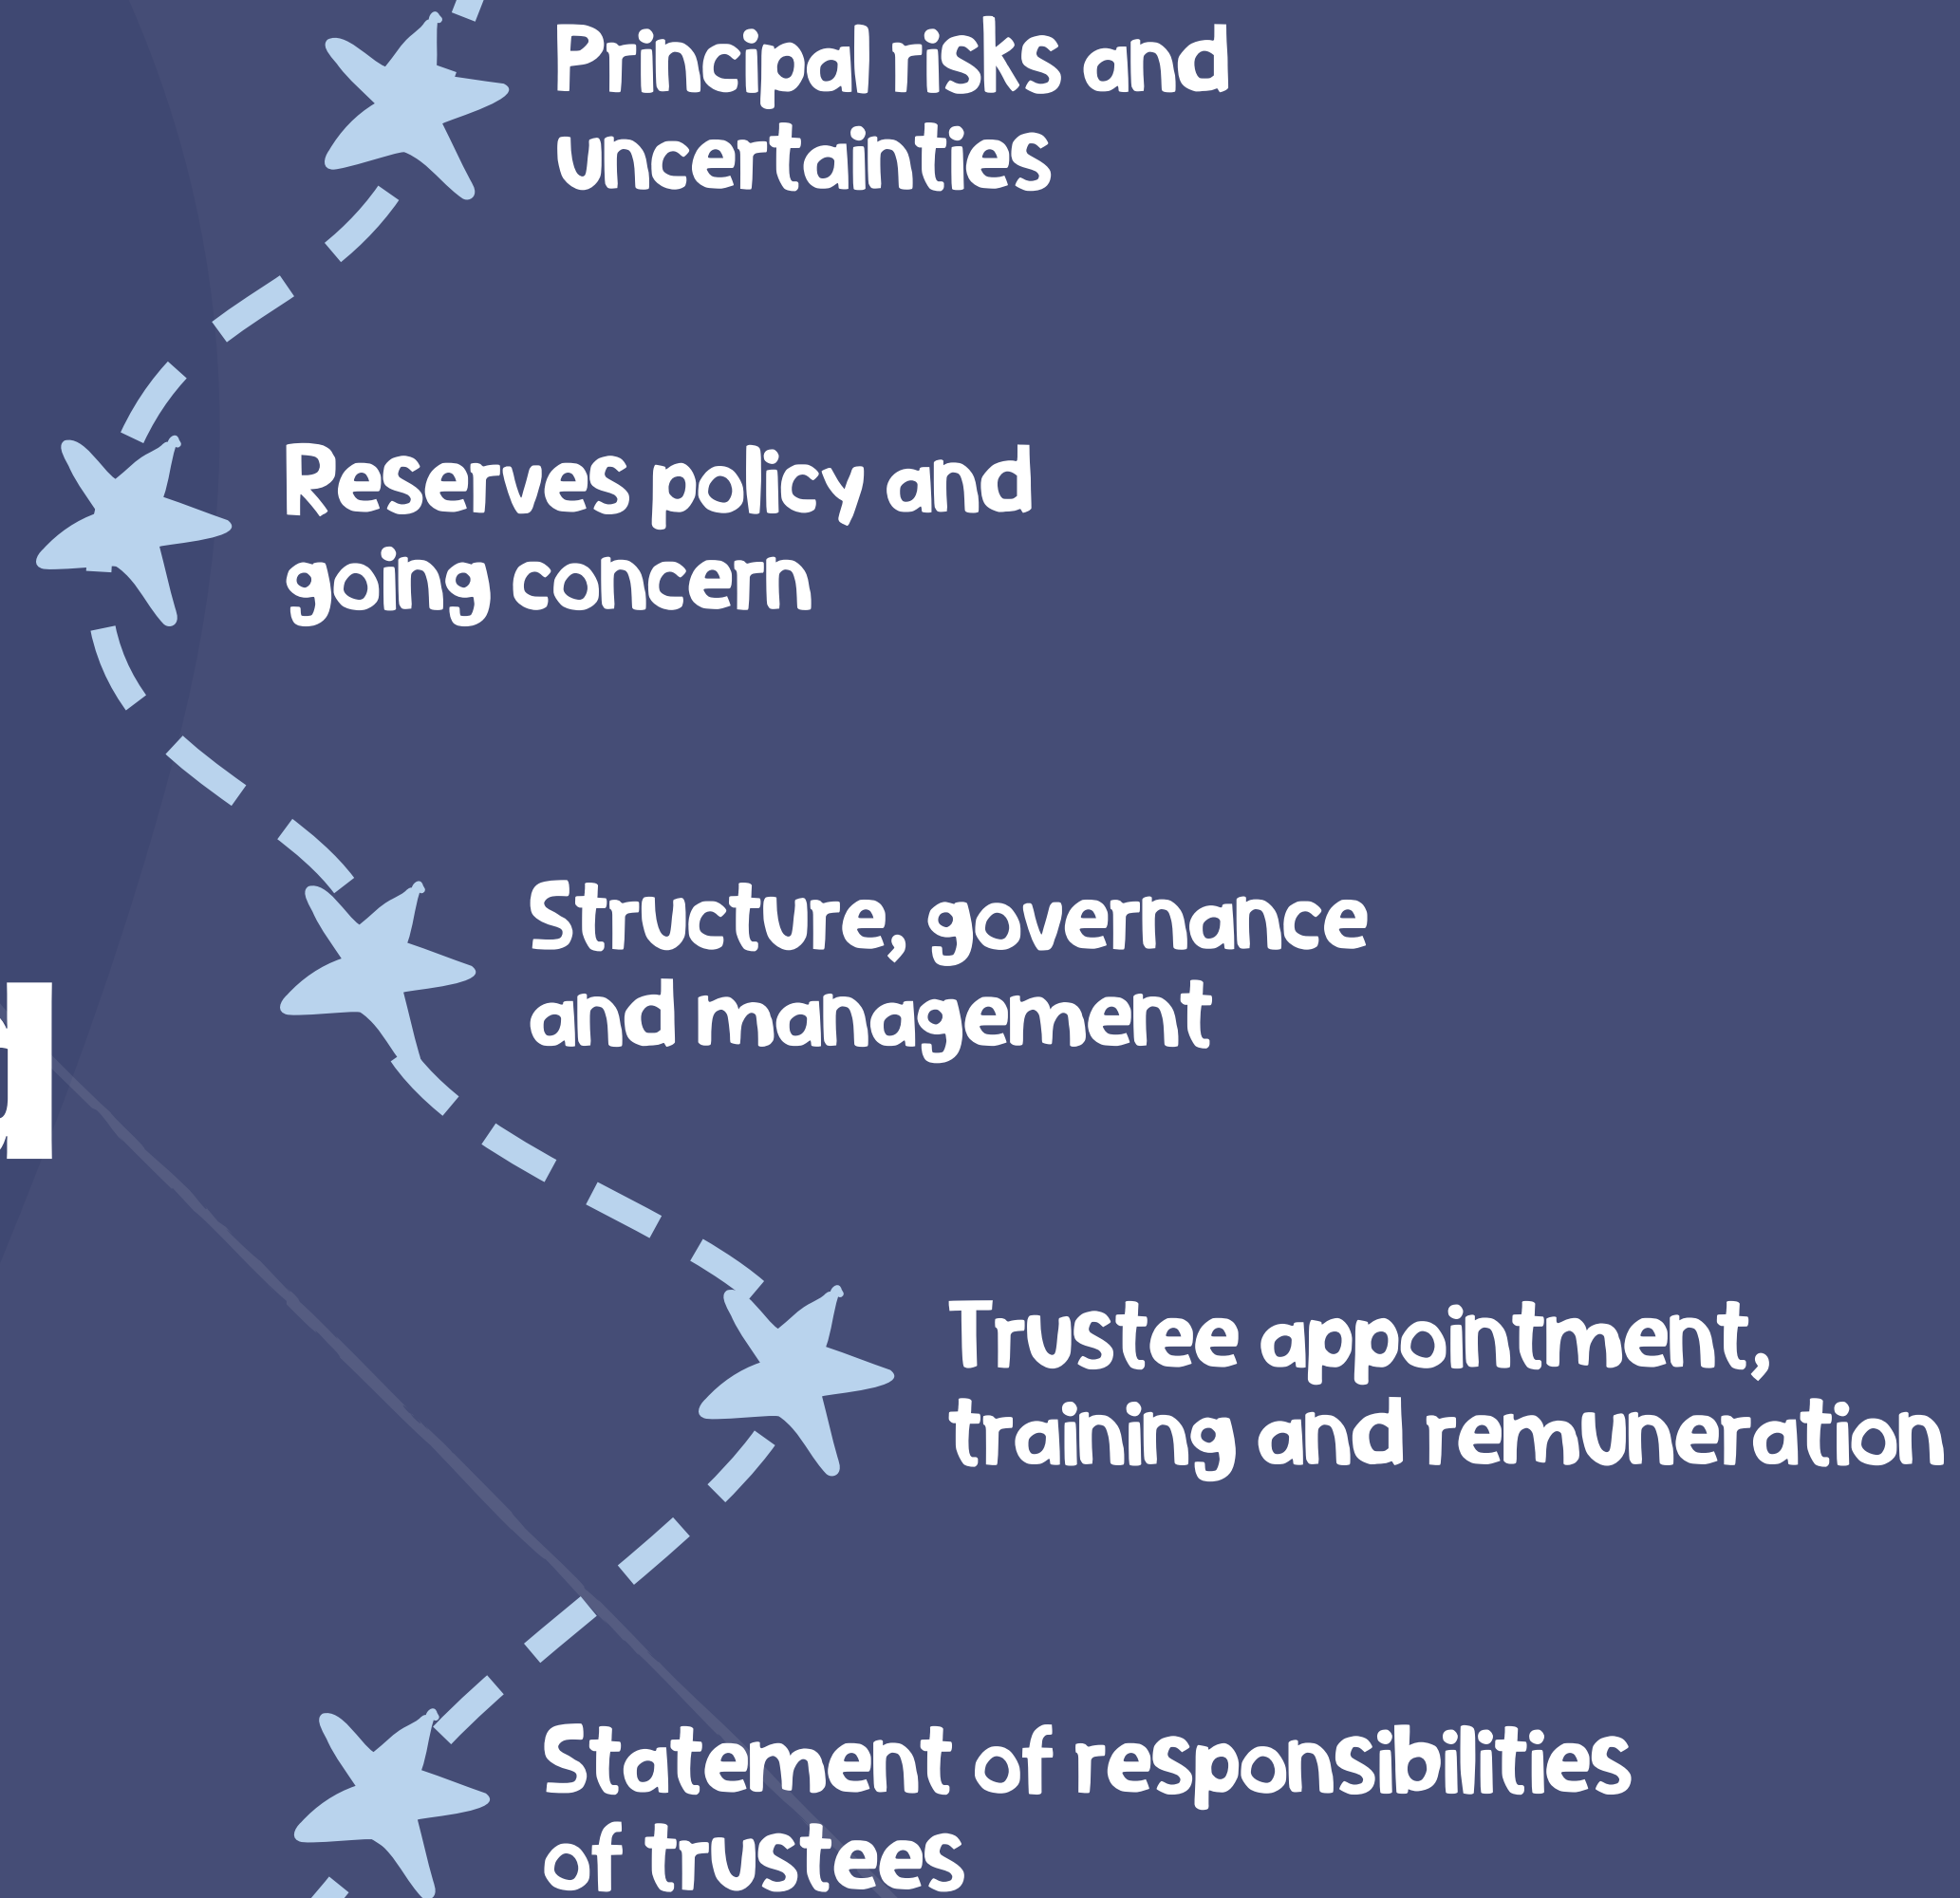 Principal risks and
uncertainties
Reserves policy and
going concern
Structure, governance
and management
Trustee appointment,
training and remuneration
Statement of responsibilities
of trustees